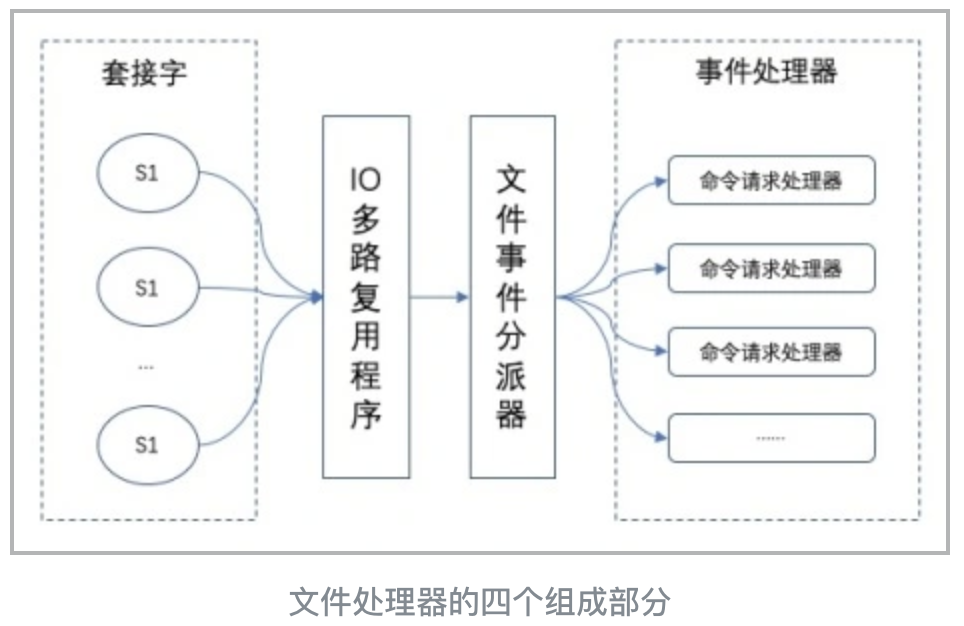 套接字
S1
S1
...
S1
IO多路复用程序
文件事件分派器
事件处理器
命令请求处理器
命令请求处理器
命令请求处理器
......
文件处理器的四个组成部分